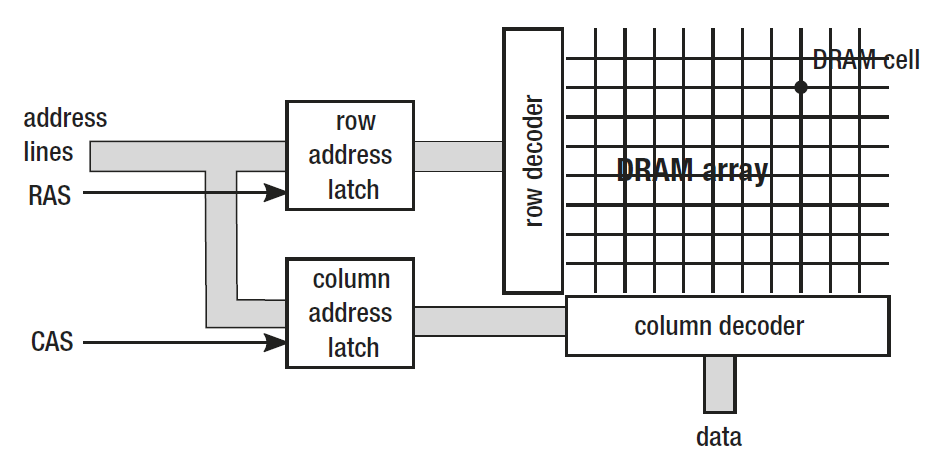 DRAM cell
address
lines
RAS
row
address
latch
row decoder
DRAM array
column
address
latch
CAS
column decoder
data